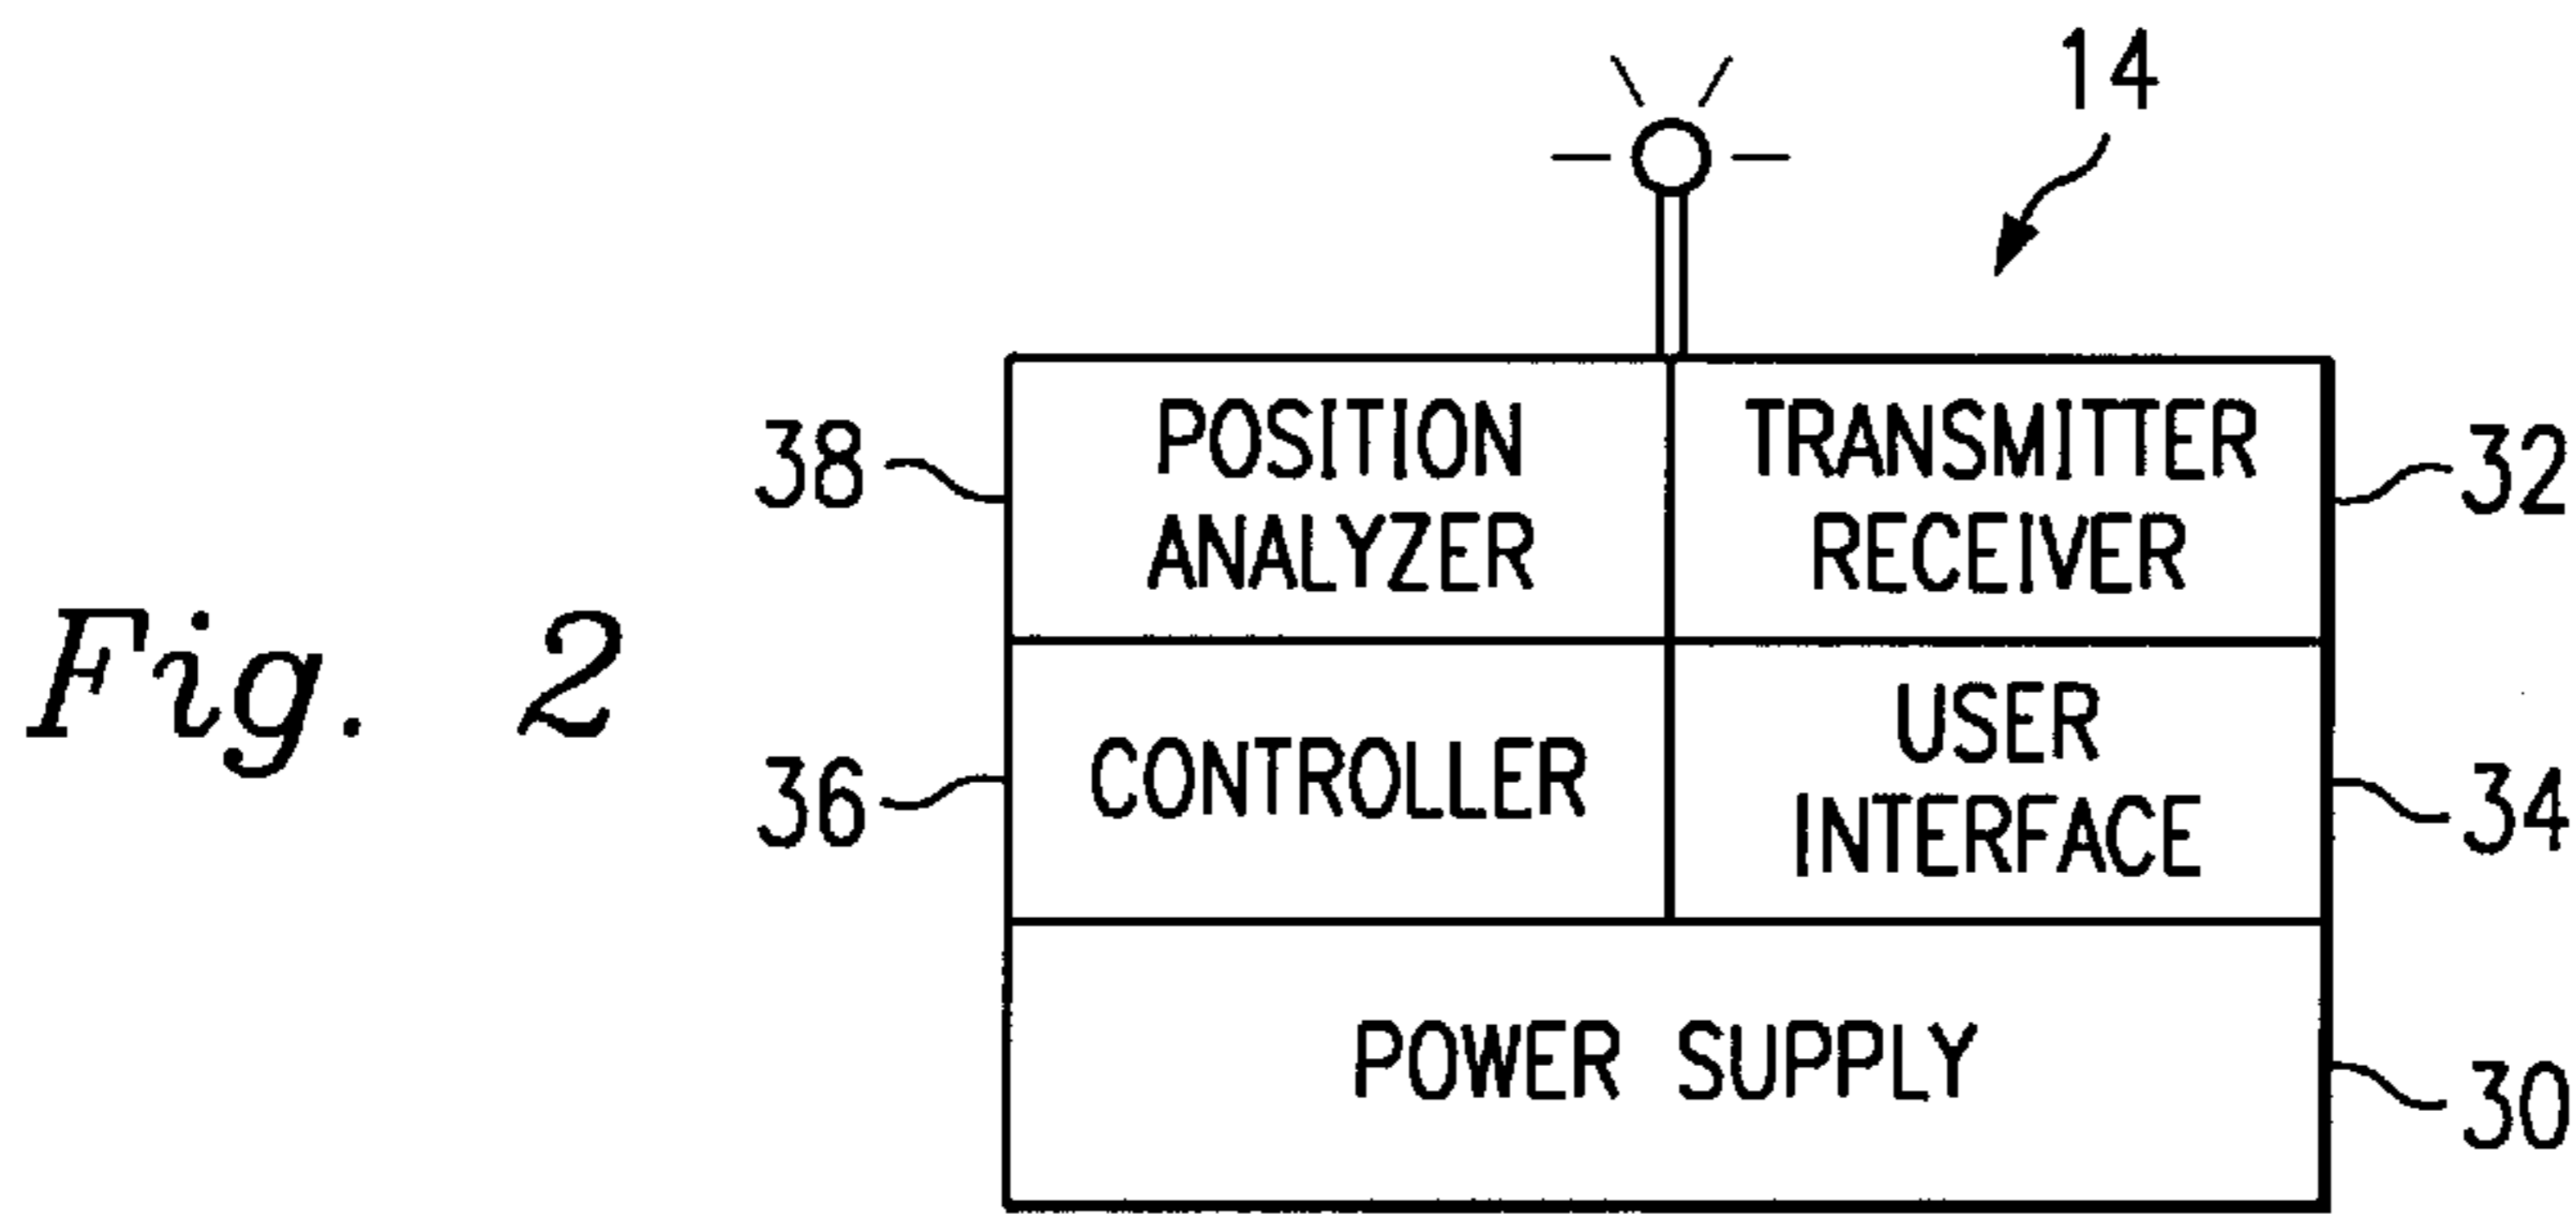 14
38
POSITION
ANALYZER
TRANSMITTER
RECEIVER
32
Fig. 2
36
CONTROLLER
USER
INTERFACE
34
POWER SUPPLY
30